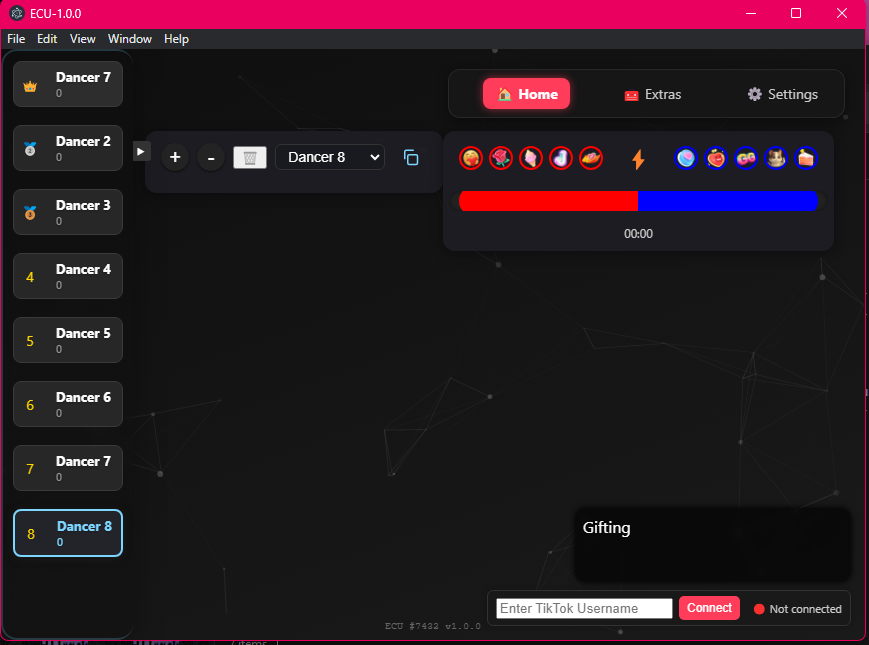 ECU-1.0.0
File Edit View Window Help
Dancer 7
0
Dancer 2
0
Dancer 3
0
4 Dancer 4
0
5 Dancer 5
0
6 Dancer 6
0
7 Dancer 7
0
8 Dancer 8
0
Home Extras Settings
+ - Dancer 8
00:00
Gifting
Enter TikTok Username Connect Not connected
ECU #7432 v1.0.0